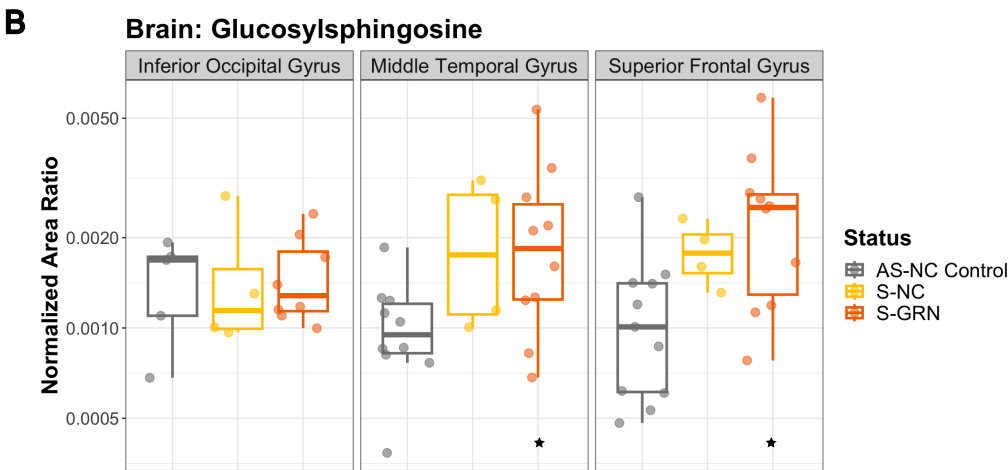 B
Brain: Glucosylsphingosine
Inferior Occipital Gyrus
Middle Temporal Gyrus
Superior Frontal Gyrus
Normalized Area Ratio
0.0050
0.0020
0.0010
0.0005
Status
AS-NC Control
S-NC
S-GRN